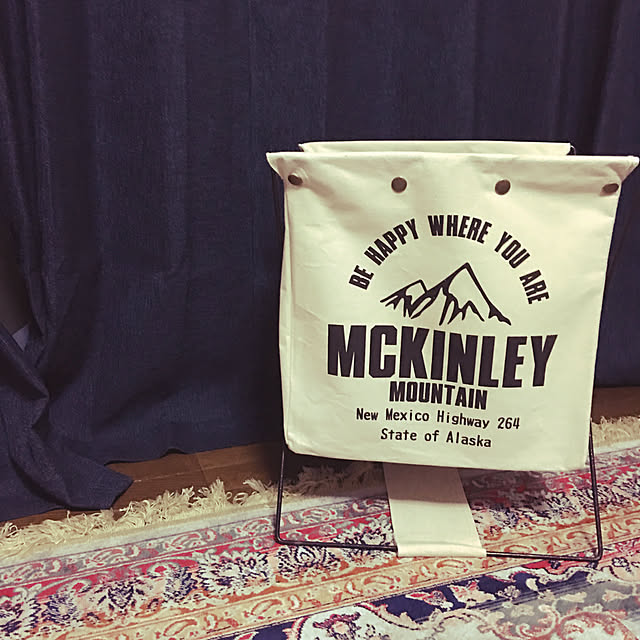 BE HAPPY WHERE YOU ARE
MCKINLEY
MOUNTAIN
New Mexico Highway 264
State of Alaska